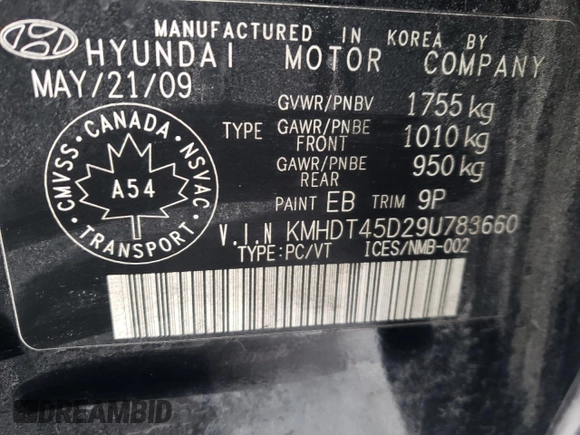 MANUFACTURED IN KOREA BY
HYUNDAI MOTOR COMPANY
MAY/21/09
GVWR/PNBV 1755 kg
TYPE GAWR/PNBE FRONT 1010 kg
GAWR/PNBE REAR 950 kg
CMVSS • CANADA • NSVAC
A54
TRANSPORT
PAINT EB TRIM 9P
V.I.N KMHDT45D29U783660
TYPE:PC/VT ICES/NMB-002
DREAMBID